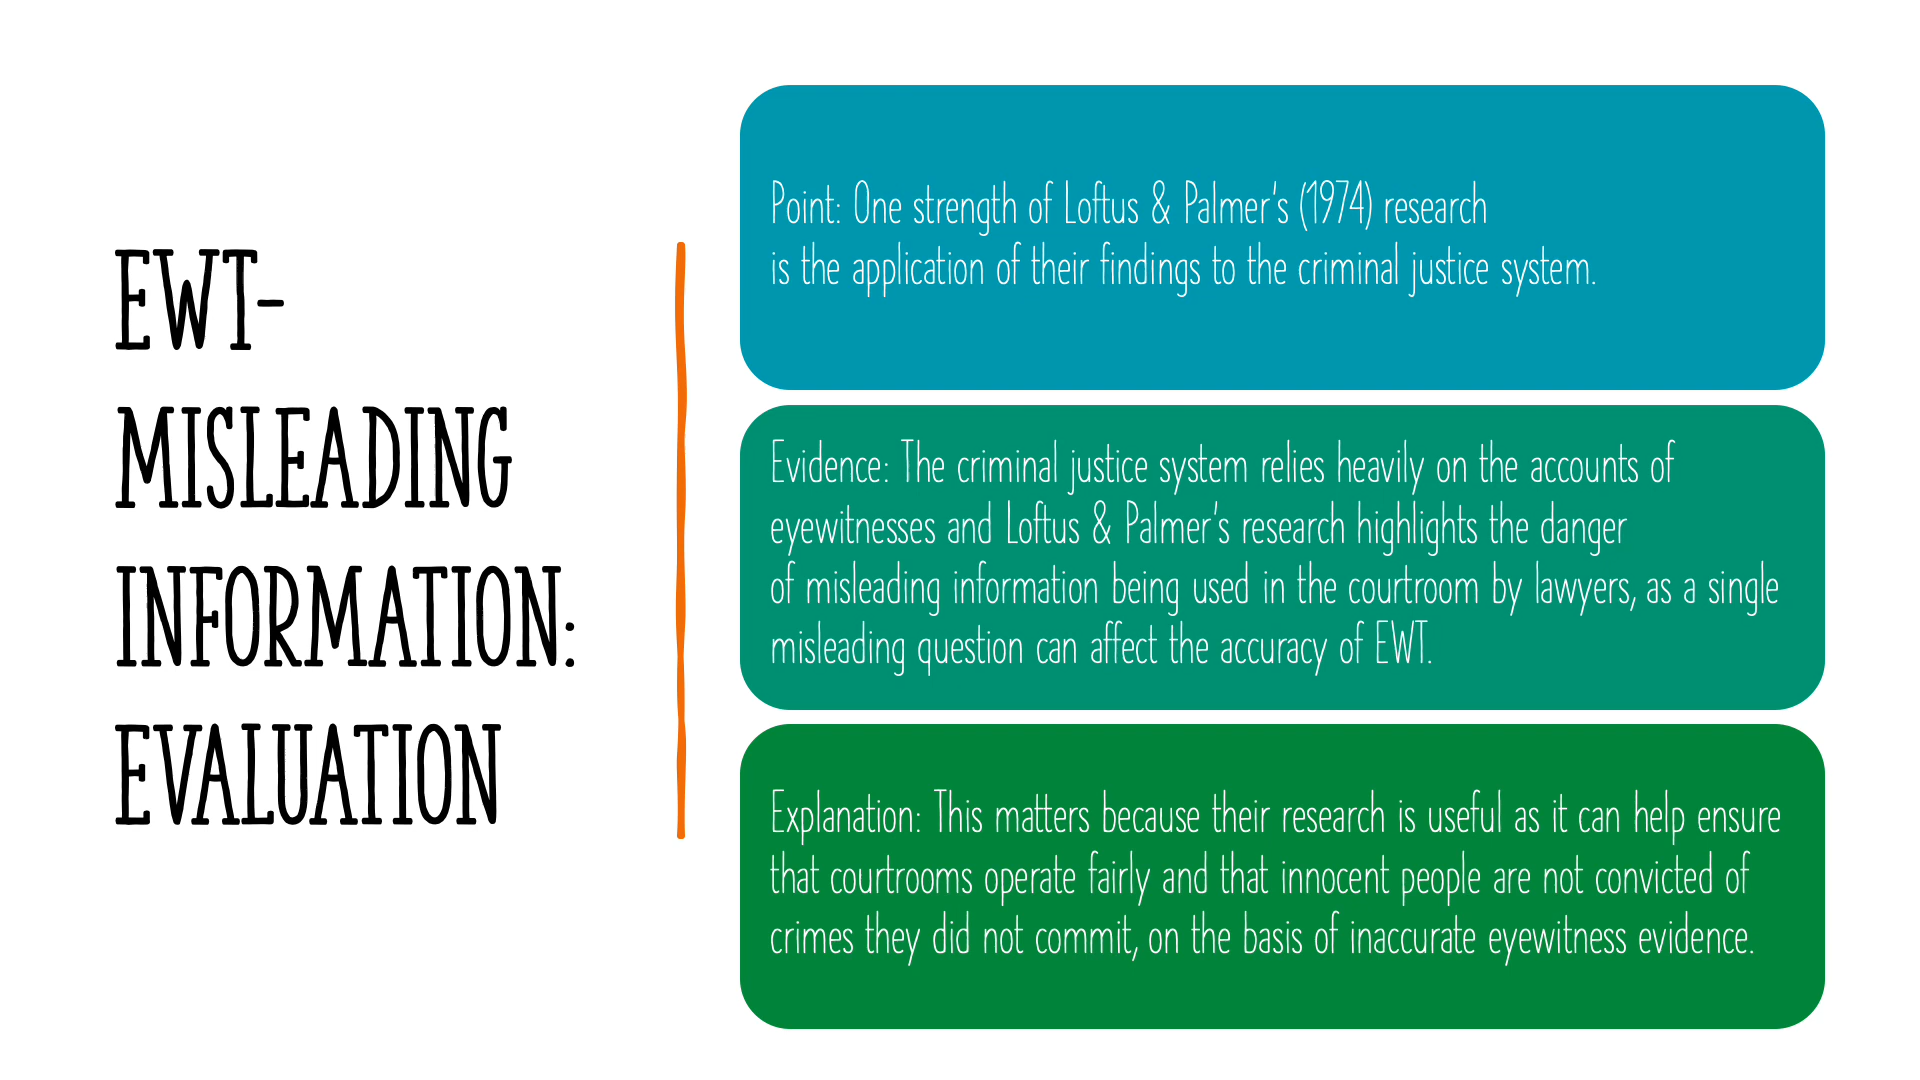 EWT-
MISLEADING
INFORMATION:
EVALUATION
Point: One strength of Loftus & Palmer's (1974) research
is the application of their findings to the criminal justice system.
Evidence: The criminal justice system relies heavily on the accounts of
eyewitnesses and Loftus & Palmer's research highlights the danger
of misleading information being used in the courtroom by lawyers, as a single
misleading question can affect the accuracy of EWT.
Explanation: This matters because their research is useful as it can help ensure
that courtrooms operate fairly and that innocent people are not convicted of
crimes they did not commit, on the basis of inaccurate eyewitness evidence.